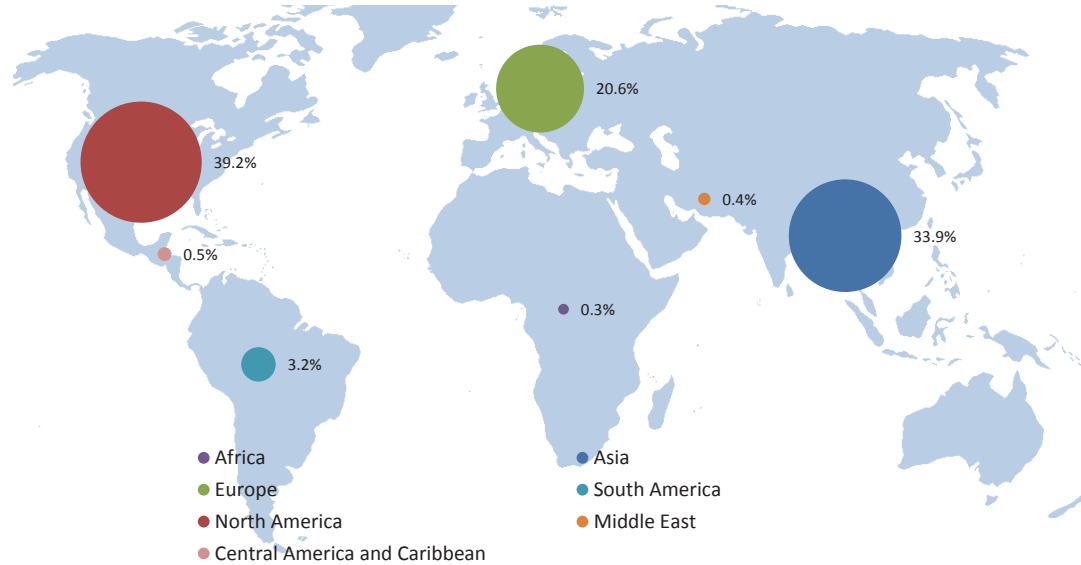 20.6%
39.2%
0.4%
33.9%
0.5%
0.3%
3.2%
Africa
Europe
North America
Central America and Caribbean
Asia
South America
Middle East